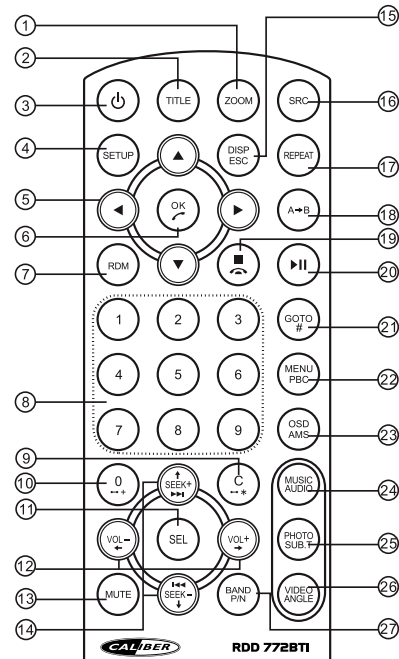 1
15
2
3
TITLE
ZOOM
SRC
16
4
SETUP
DISP
ESC
REPEAT
17
5
OK
A→B
18
6
19
7
RDM
20
1
2
3
GOTO
#
21
4
5
6
MENU
PBC
22
8
7
8
9
OSD
AMS
23
9
10
0
+
SEEK+
C
*
MUSIC
AUDIO
24
11
VOL-
SEL
VOL+
PHOTO
SUB.T
25
12
13
MUTE
SEEK-
BAND
P/N
VIDEO
ANGLE
26
14
27
CALIBER
RDD 772BTI